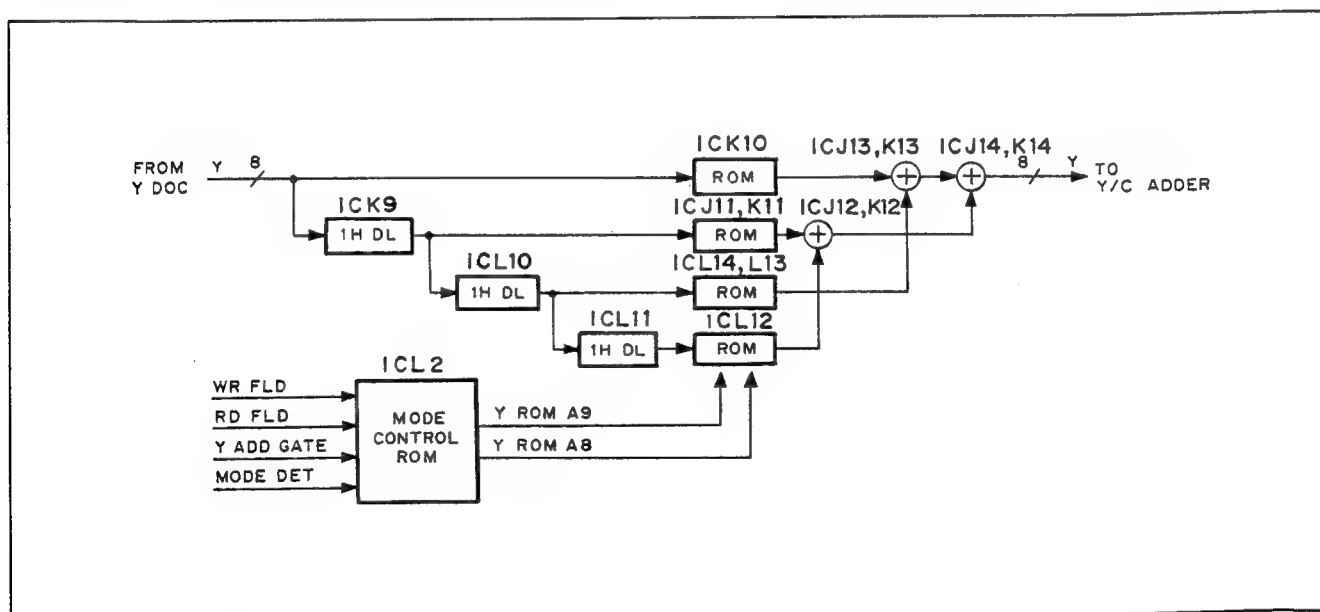 ICK10
ICJ13,K13
ICJ14,K14
FROM
Y DOC
Y
8
ROM
8
Y
TO
Y/C ADDER
ICK9
ICJ11,K11
ICJ12,K12
1H DL
ROM
ICL10
ICL14,L13
1H DL
ROM
ICL11
ICL12
1H DL
ROM
ICL2
WR FLD
RD FLD
Y ADD GATE
MODE DET
MODE
CONTROL
ROM
Y ROM A9
Y ROM A8